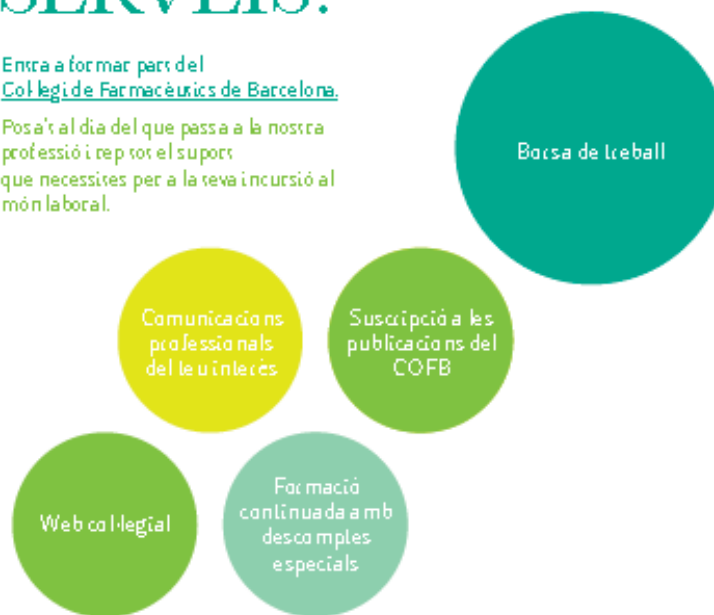 SERVEIS:
Entra a formar part del
Col·legi de Farmacèutics de Barcelona.
Posa't al dia del que passa a la nostra
professió i rep tot el suport
que necessites per a la teva incursió al
món laboral.
Borsa de treball
Comunicacions
professionals
del teu interès
Suscripció a les
publicacions del
COFB
Web col·legial
Formació
continuada amb
descomptes
especials